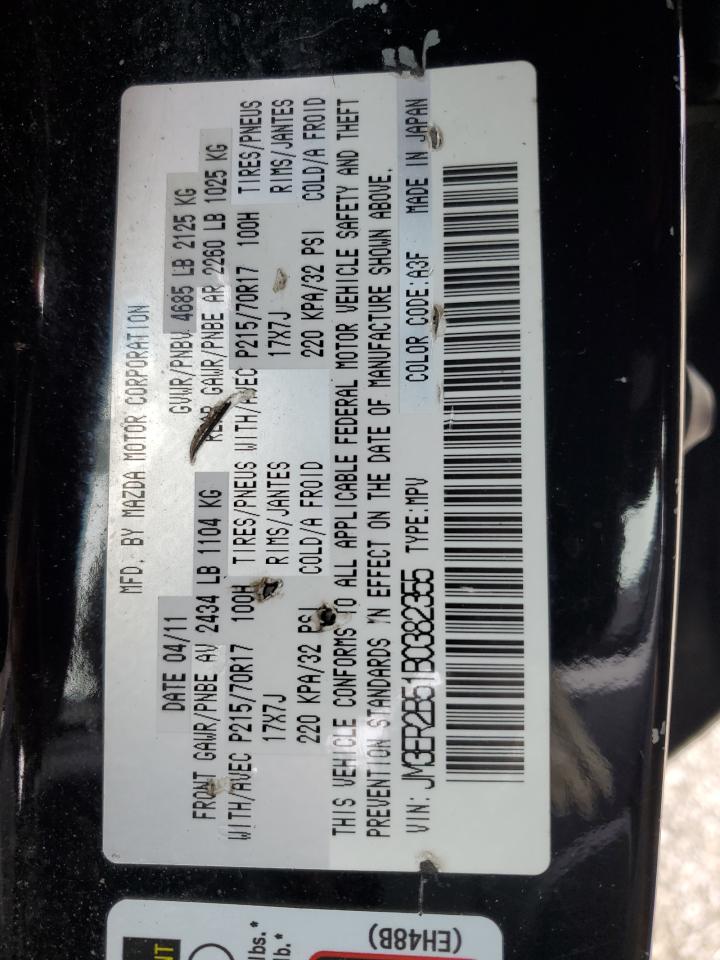 MFD. BY MAZDA MOTOR CORPORATION
DATE 04/11 GVWR/PNBV 4685 LB 2125 KG
FRONT GAWR/PNBE AV 2434 LB 1104 KG REAR GAWR/PNBE AR 2260 LB 1025 KG
WITH/AVEC P215/70R17 100H TIRES/PNEUS WITH/AVEC P215/70R17 100H TIRES/PNEUS
17X7J RIMS/JANTES 17X7J RIMS/JANTES
220 KPA/32 PSI COLD/A FROID 220 KPA/32 PSI COLD/A FROID
THIS VEHICLE CONFORMS TO ALL APPLICABLE FEDERAL MOTOR VEHICLE SAFETY AND THEFT
PREVENTION STANDARDS IN EFFECT ON THE DATE OF MANUFACTURE SHOWN ABOVE.
VIN: JM3ER2B51B0382355 TYPE:MPV COLOR CODE:A3F MADE IN JAPAN
(EH48B)
lbs.*
lb.*